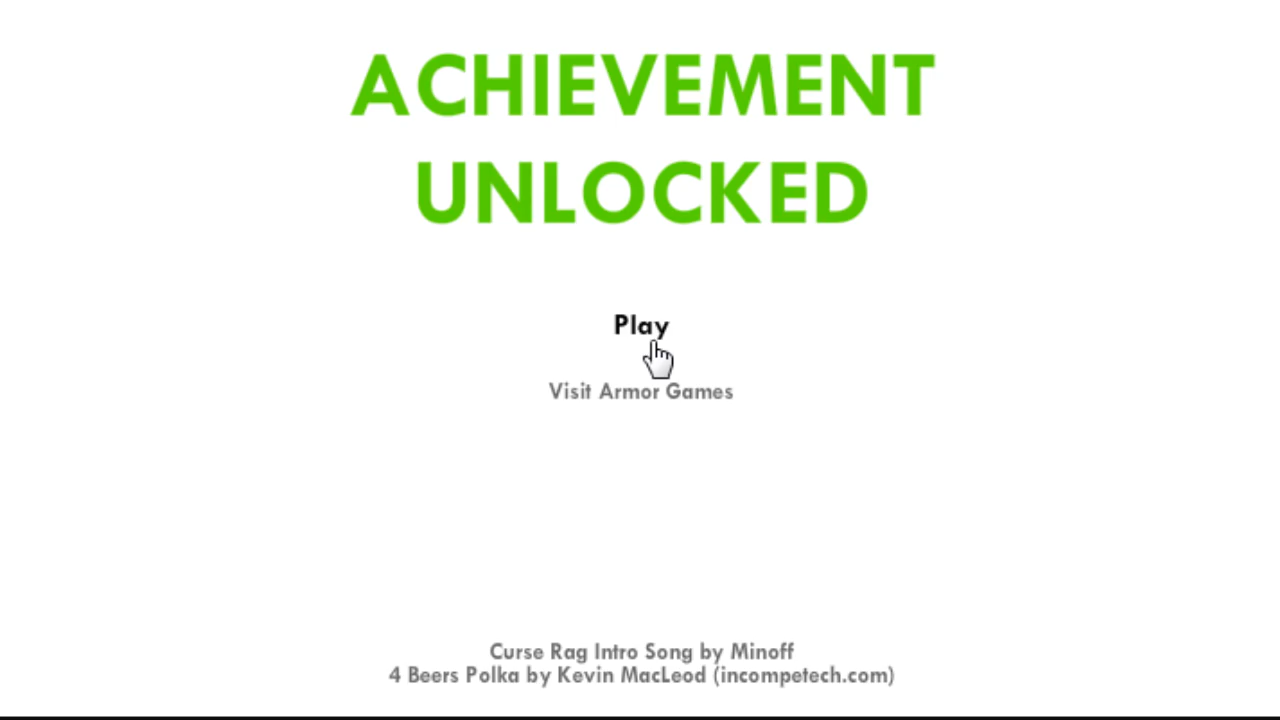 ACHIEVEMENT
UNLOCKED
Play
Visit Armor Games
Curse Rag Intro Song by Minoff
4 Beers Polka by Kevin MacLeod (incompetech.com)